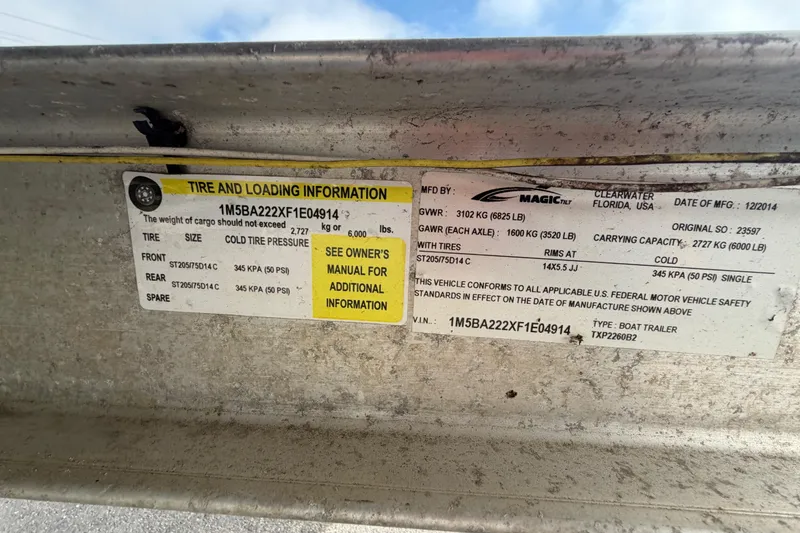 TIRE AND LOADING INFORMATION
1M5BA222XF1E04914
The weight of cargo should not exceed 2,727 kg or 6,000 lbs.
TIRE SIZE COLD TIRE PRESSURE
FRONT ST205/75D14 C 345 KPA (50 PSI)
REAR ST205/75D14 C 345 KPA (50 PSI)
SPARE
SEE OWNER'S
MANUAL FOR
ADDITIONAL
INFORMATION
MFD BY : MAGIC TILT CLEARWATER FLORIDA, USA DATE OF MFG. : 12/2014
GVWR : 3102 KG (6825 LB) ORIGINAL SO : 23597
GAWR (EACH AXLE) : 1600 KG (3520 LB) CARRYING CAPACITY : 2727 KG (6000 LB)
WITH TIRES RIMS AT COLD
ST205/75D14 C 14X5.5 JJ 345 KPA (50 PSI) SINGLE
THIS VEHICLE CONFORMS TO ALL APPLICABLE U.S. FEDERAL MOTOR VEHICLE SAFETY
STANDARDS IN EFFECT ON THE DATE OF MANUFACTURE SHOWN ABOVE
V.I.N.. : 1M5BA222XF1E04914 TYPE : BOAT TRAILER
TXP2260B2